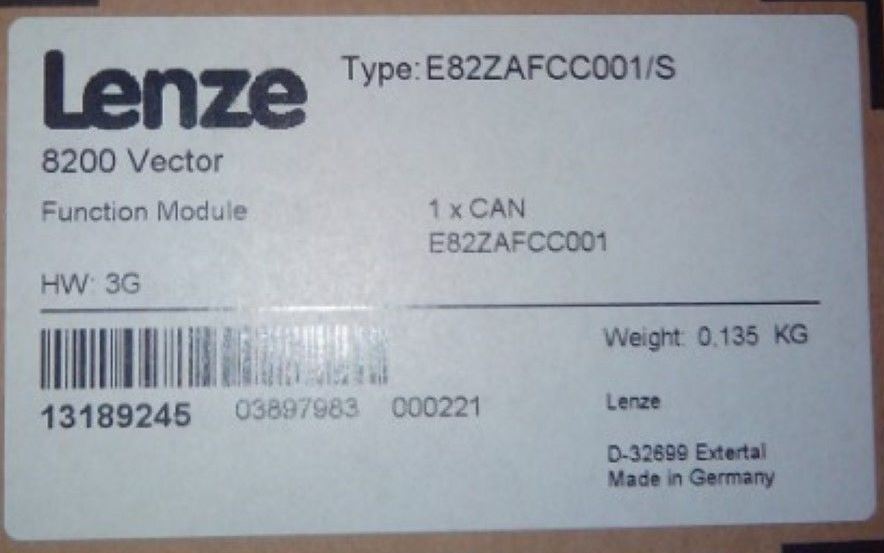 Lenze
Type: E82ZAFCC001/S
8200 Vector
Function Module
1 x CAN
E82ZAFCC001
HW: 3G
Weight: 0.135 KG
13189245 03897983 000221
Lenze
D-32699 Extertal
Made in Germany